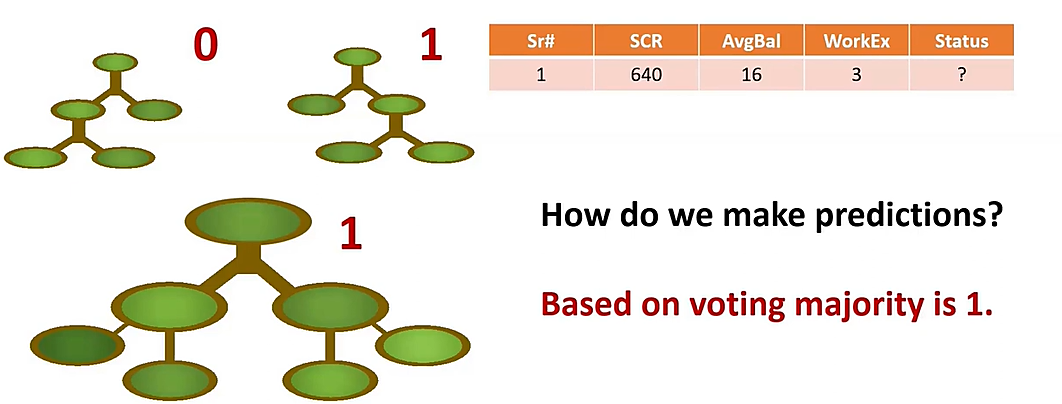 0
1
Sr# SCR AvgBal WorkEx Status
1 640 16 3 ?
1
How do we make predictions?
Based on voting majority is 1.